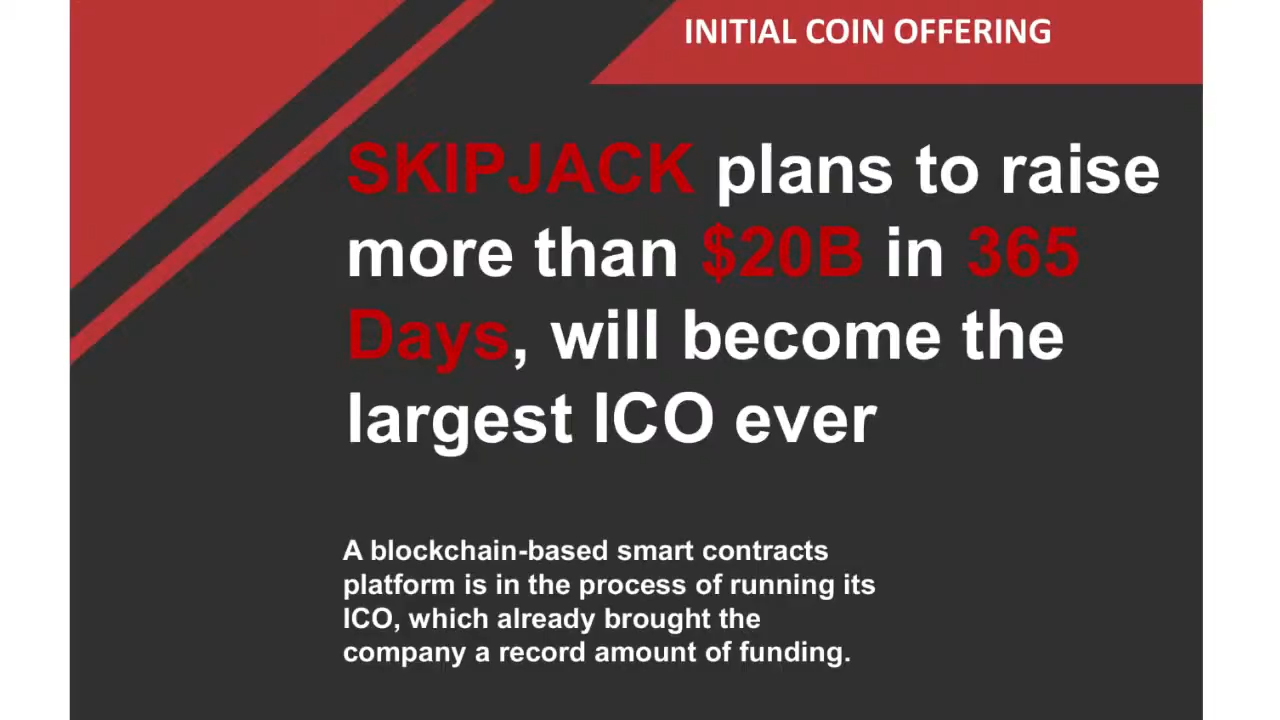 INITIAL COIN OFFERING
SKIPJACK plans to raise
more than $20B in 365
Days, will become the
largest ICO ever
A blockchain-based smart contracts
platform is in the process of running its
ICO, which already brought the
company a record amount of funding.